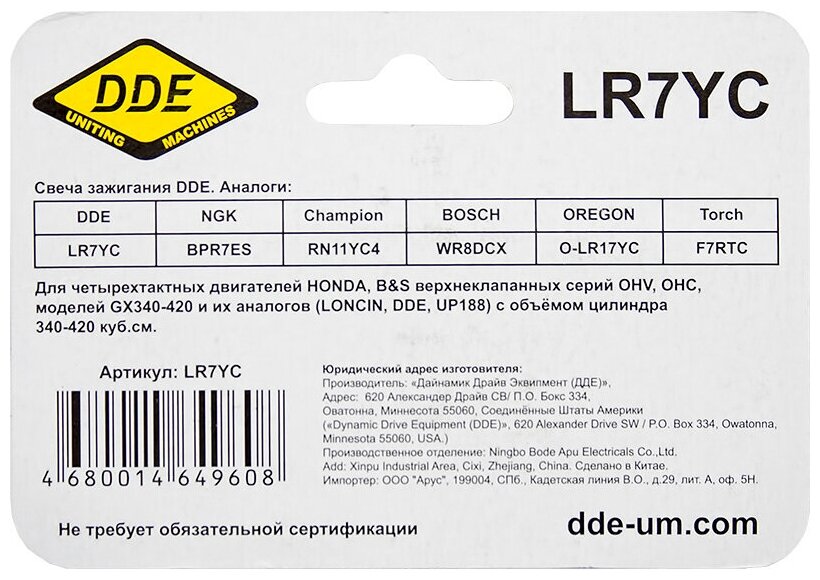 DDE
UNITING
MACHINES
LR7YC
Свеча зажигания DDE. Аналоги:
DDE NGK Champion BOSCH OREGON Torch
LR7YC BPR7ES RN11YC4 WR8DCX O-LR17YC F7RTC
Для четырехтактных двигателей HONDA, B&S верхнеклапанных серий OHV, OHC,
моделей GX340-420 и их аналогов (LONCIN, DDE, UP188) с объёмом цилиндра
340-420 куб.см.
Артикул: LR7YC
4 680014 649608
Юридический адрес изготовителя:
Производитель: «Дайнамик Драйв Эквипмент (ДДЕ)»,
Адрес: 620 Александер Драйв СВ/ П.О. Бокс 334,
Оватонна, Миннесота 55060, Соединённые Штаты Америки
(«Dynamic Drive Equipment (DDE)», 620 Alexander Drive SW / P.O. Box 334, Owatonna,
Minnesota 55060, USA.)
Производственное отделение: Ningbo Bode Apu Electricals Co.,Ltd.
Add: Xinpu Industrial Area, Cixi, Zhejiang, China. Сделано в Китае.
Импортер: ООО "Арус", 199004, СПб., Кадетская линия В.О., д.29, лит. А, оф. 5Н.
Не требует обязательной сертификации
dde-um.com